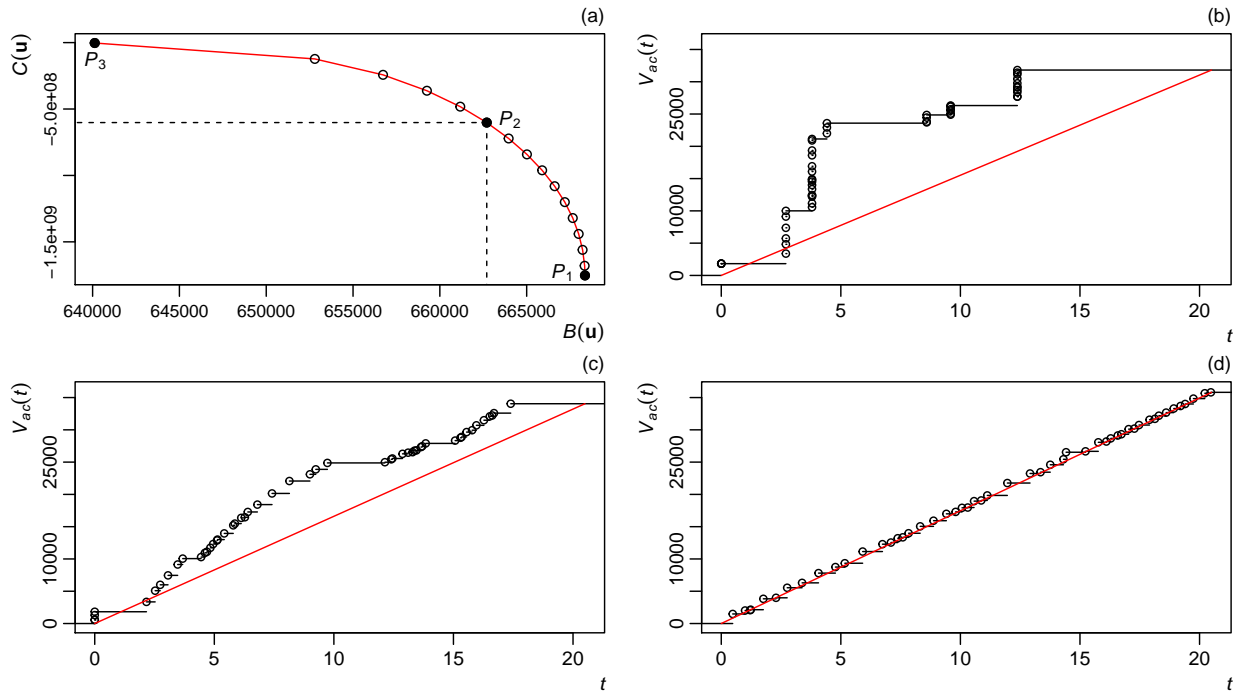 (a)
C(u)
−5.0e+08
−1.5e+09
P3
P2
P1
640000 645000 650000 655000 660000 665000
B(u)
(b)
Vac(t)
0 10000 25000
0 5 10 15 20
t
(c)
Vac(t)
0 10000 25000
0 5 10 15 20
t
(d)
Vac(t)
0 10000 25000
0 5 10 15 20
t